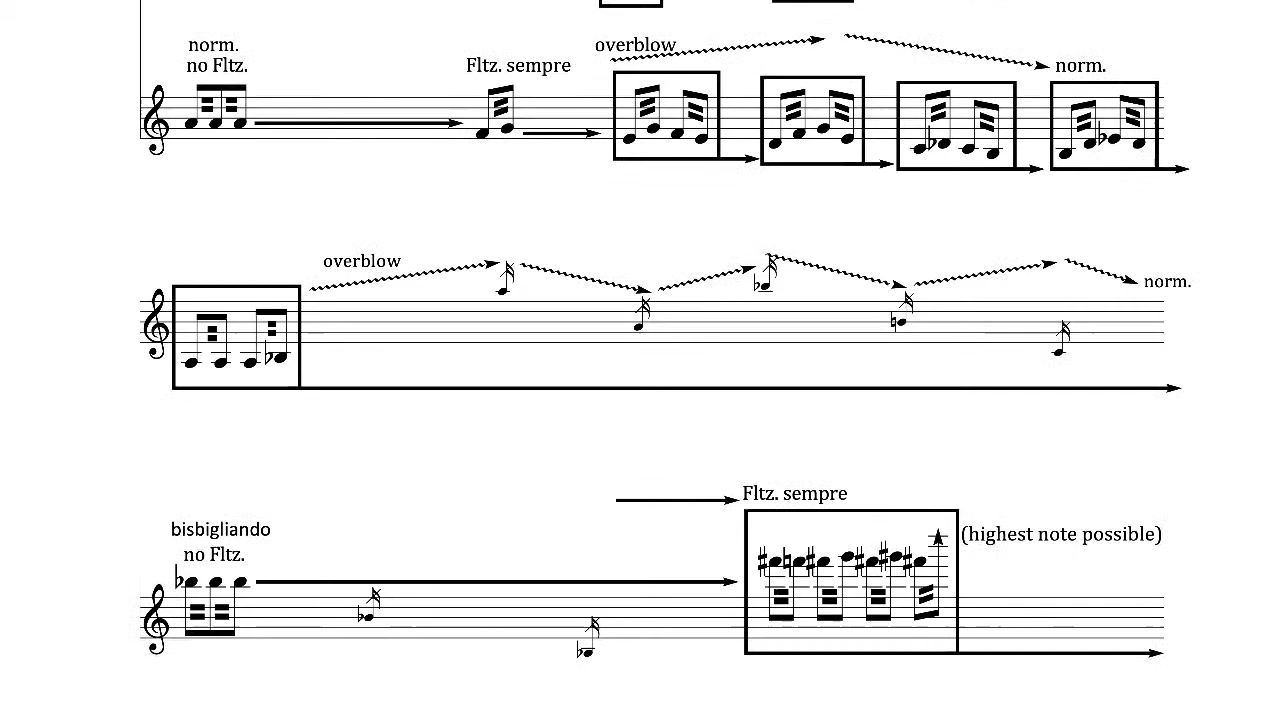 norm.
no Fltz.
Fltz. sempre
overblow
norm.
overblow
norm.
Fltz. sempre
bisbigliando
no Fltz.
(highest note possible)